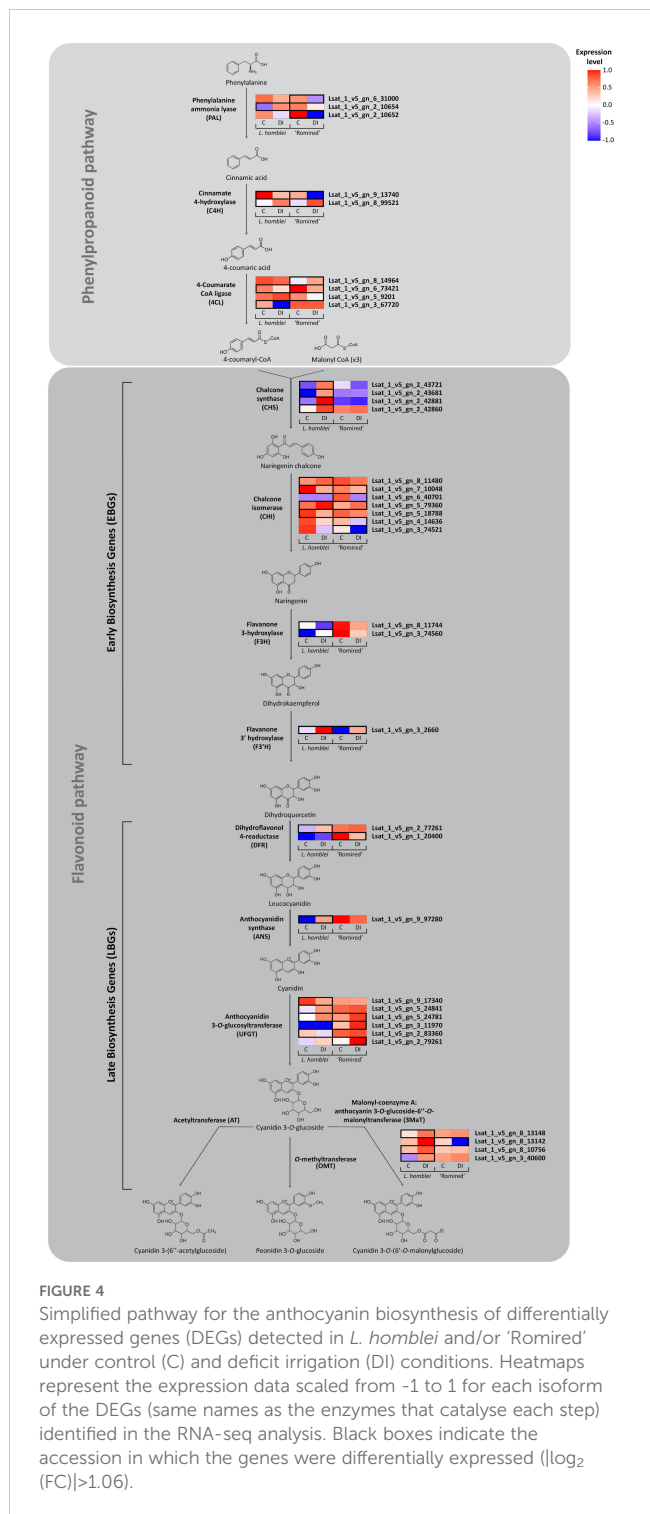 Expression
level
1.0
0.5
0.0
-0.5
-1.0
Phenylpropanoid pathway
OH
NH2
Phenylalanine
Phenylalanine
ammonia lyase
(PAL)
Lsat_1_v5_gn_6_31000
Lsat_1_v5_gn_2_10654
Lsat_1_v5_gn_2_10652
C DI C DI
L. homblei 'Romired'
Cinnamic acid
Cinnamate
4-hydroxylase
(C4H)
Lsat_1_v5_gn_9_13740
Lsat_1_v5_gn_8_99521
C DI C DI
L. homblei 'Romired'
4-coumaric acid
4-Coumarate
CoA ligase
(4CL)
Lsat_1_v5_gn_8_14964
Lsat_1_v5_gn_6_73421
Lsat_1_v5_gn_5_9201
Lsat_1_v5_gn_3_67720
C DI C DI
L. homblei 'Romired'
4-coumaryl-CoA Malonyl CoA (x3)
Flavonoid pathway
Early Biosynthesis Genes (EBGs)
Chalcone
synthase
(CHS)
Lsat_1_v5_gn_2_43721
Lsat_1_v5_gn_2_43681
Lsat_1_v5_gn_2_42881
Lsat_1_v5_gn_2_42860
C DI C DI
L. homblei 'Romired'
Naringenin chalcone
Chalcone
isomerase
(CHI)
Lsat_1_v5_gn_8_11480
Lsat_1_v5_gn_7_10048
Lsat_1_v5_gn_6_40701
Lsat_1_v5_gn_5_79360
Lsat_1_v5_gn_5_18788
Lsat_1_v5_gn_4_14636
Lsat_1_v5_gn_3_74521
C DI C DI
L. homblei 'Romired'
Naringenin
Flavanone
3-hydroxylase
(F3H)
Lsat_1_v5_gn_8_11744
Lsat_1_v5_gn_3_74560
C DI C DI
L. homblei 'Romired'
Dihydrokaempferol
Flavanone
3' hydroxylase
(F3'H)
Lsat_1_v5_gn_3_2660
C DI C DI
L. homblei 'Romired'
Dihydroquercetin
Late Biosynthesis Genes (LBGs)
Dihydroflavonol
4-reaductase
(DFR)
Lsat_1_v5_gn_2_77261
Lsat_1_v5_gn_1_20400
C DI C DI
L. homblei 'Romired'
Leucocyanidin
Anthocyanidin
synthase
(ANS)
Lsat_1_v5_gn_9_97280
C DI C DI
L. homblei 'Romired'
Cyanidin
Anthocyanidin
3-O-glucosyltransferase
(UFGT)
Lsat_1_v5_gn_9_17340
Lsat_1_v5_gn_5_24841
Lsat_1_v5_gn_5_24781
Lsat_1_v5_gn_3_11970
Lsat_1_v5_gn_2_83360
Lsat_1_v5_gn_2_79261
C DI C DI
L. homblei 'Romired'
Cyanidin 3-O-glucoside
Acetyltransferase (AT)
O-methyltransferase
(OMT)
Malonyl-coenzyme A:
anthocyanin 3-O-glucoside-6''-O-
malonyltransferase (3MaT)
Lsat_1_v5_gn_8_13148
Lsat_1_v5_gn_8_13142
Lsat_1_v5_gn_8_10756
Lsat_1_v5_gn_3_40600
C DI C DI
L. homblei 'Romired'
Cyanidin 3-(6''-acetylglucoside) Peonidin 3-O-glucoside Cyanidin 3-O-(6'-O-malonylglucoside)
FIGURE 4
Simplified pathway for the anthocyanin biosynthesis of differentially
expressed genes (DEGs) detected in L. homblei and/or 'Romired'
under control (C) and deficit irrigation (DI) conditions. Heatmaps
represent the expression data scaled from -1 to 1 for each isoform
of the DEGs (same names as the enzymes that catalyse each step)
identified in the RNA-seq analysis. Black boxes indicate the
accession in which the genes were differentially expressed (|log2
(FC)|>1.06).